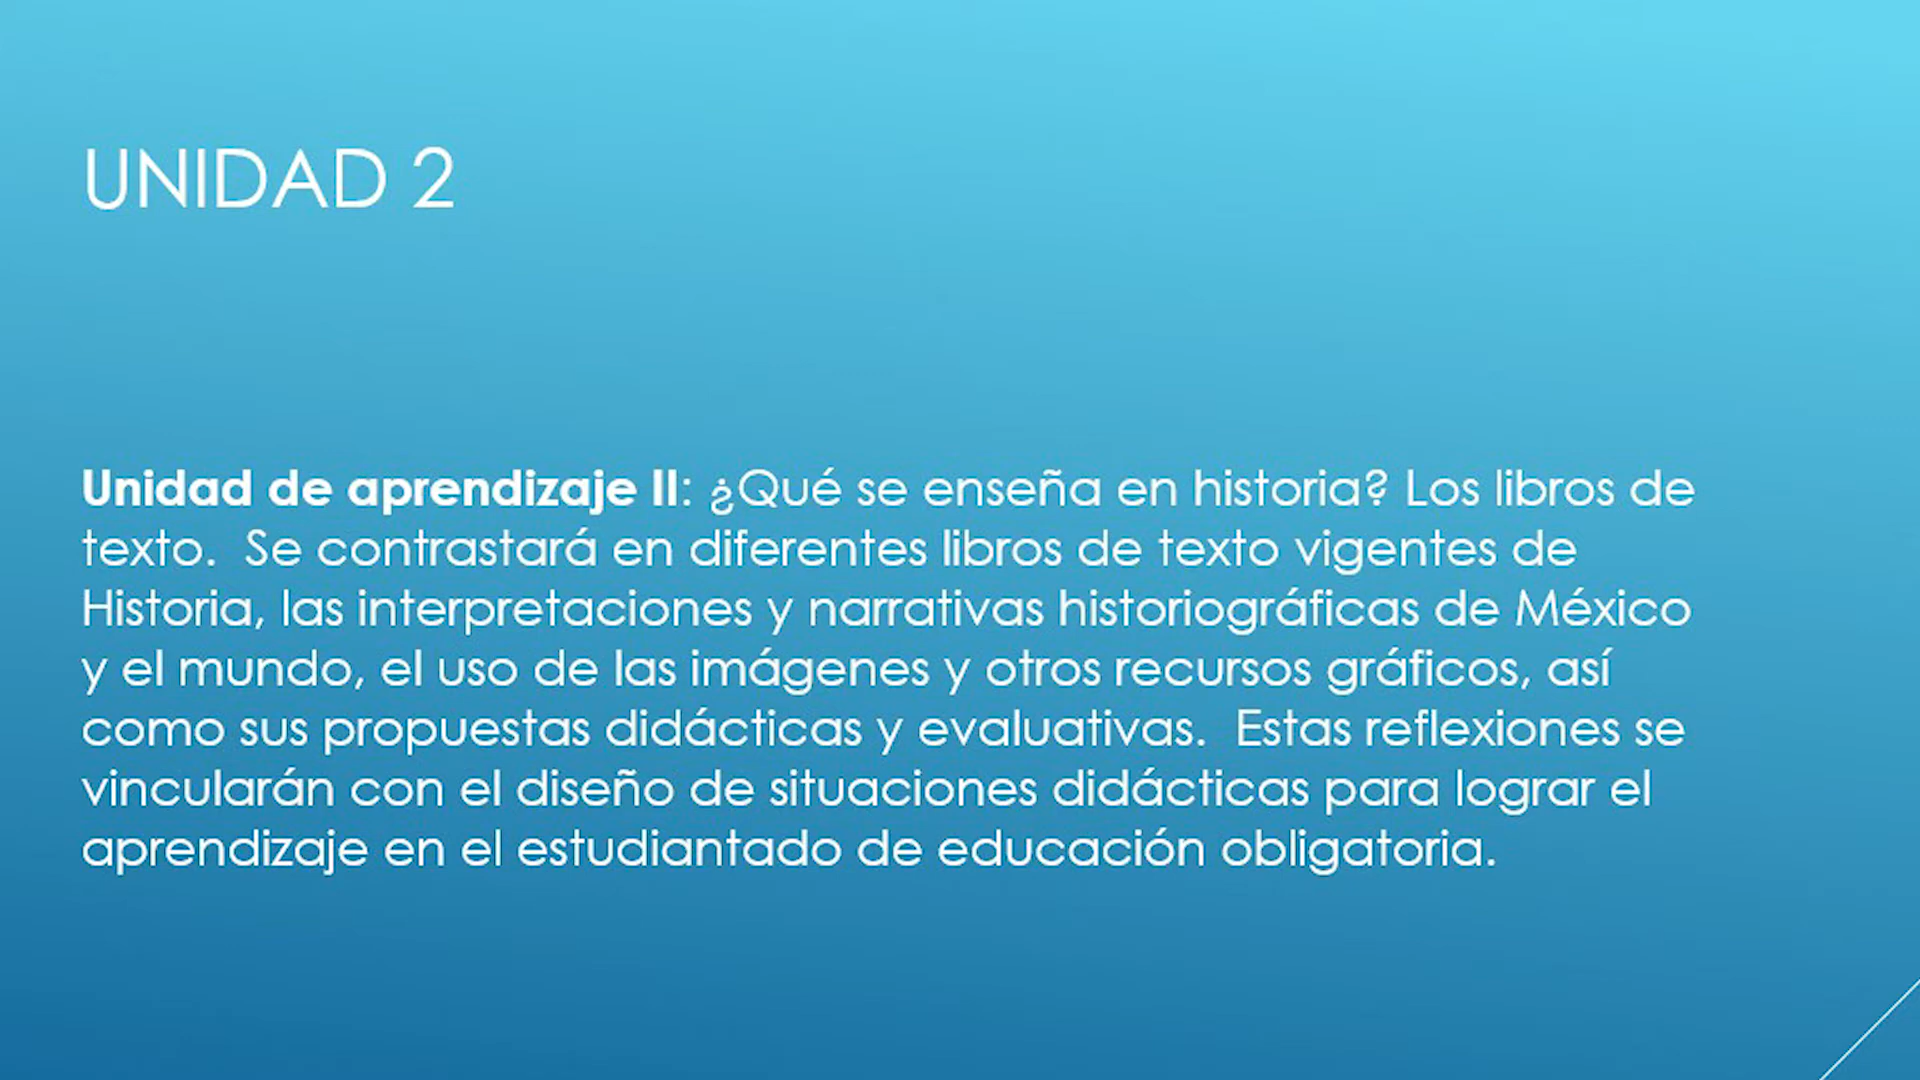 UNIDAD 2
Unidad de aprendizaje II: ¿Qué se enseña en historia? Los libros de
texto.  Se contrastará en diferentes libros de texto vigentes de
Historia, las interpretaciones y narrativas historiográficas de México
y el mundo, el uso de las imágenes y otros recursos gráficos, así
como sus propuestas didácticas y evaluativas.  Estas reflexiones se
vincularán con el diseño de situaciones didácticas para lograr el
aprendizaje en el estudiantado de educación obligatoria.